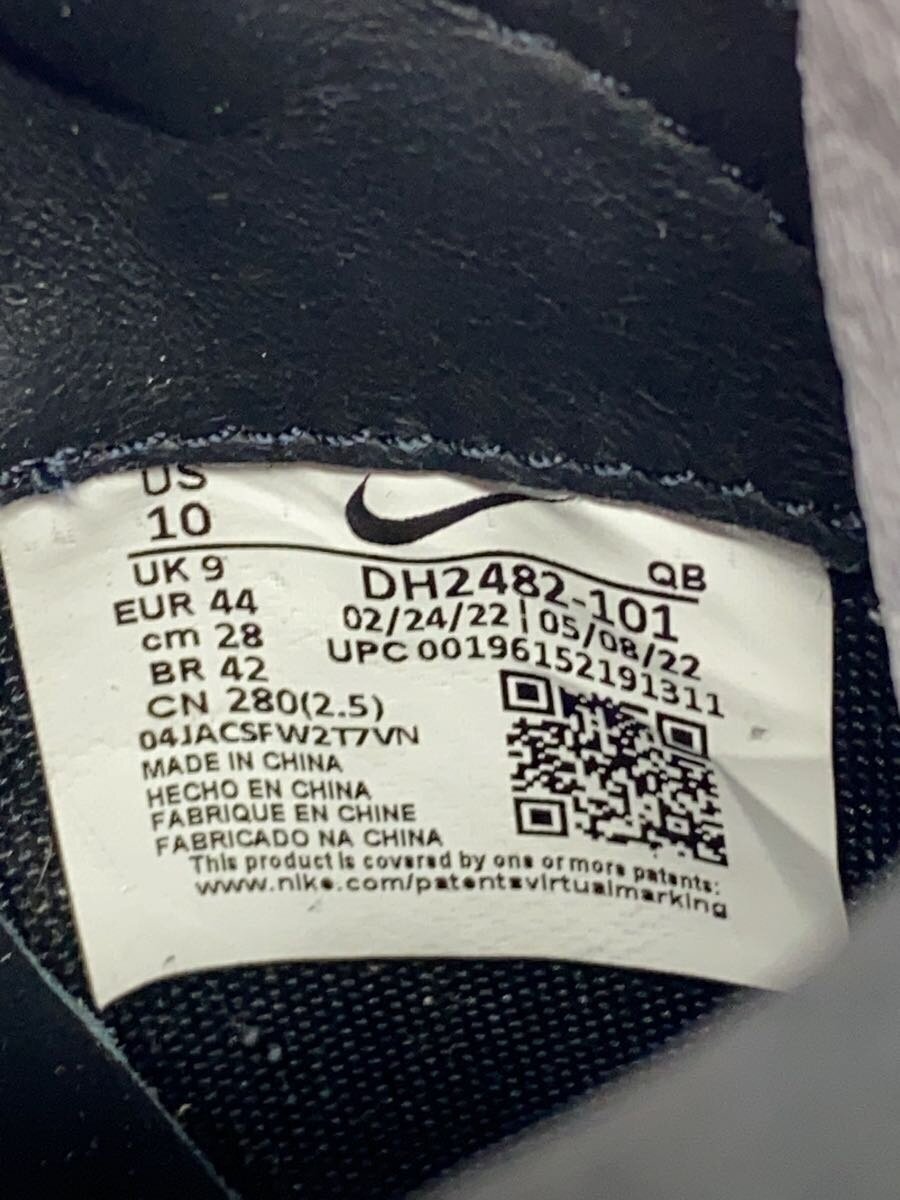 US
10
UK 9
EUR 44
cm 28
BR 42
CN 280(2.5)
04JACSFW2T7VN
MADE IN CHINA
HECHO EN CHINA
FABRIQUE EN CHINE
FABRICADO NA CHINA
QB
DH2482-101
02/24/22 | 05/08/22
UPC 00196152191311
This product is covered by one or more patents:
www.nike.com/patentsvirtualmarking